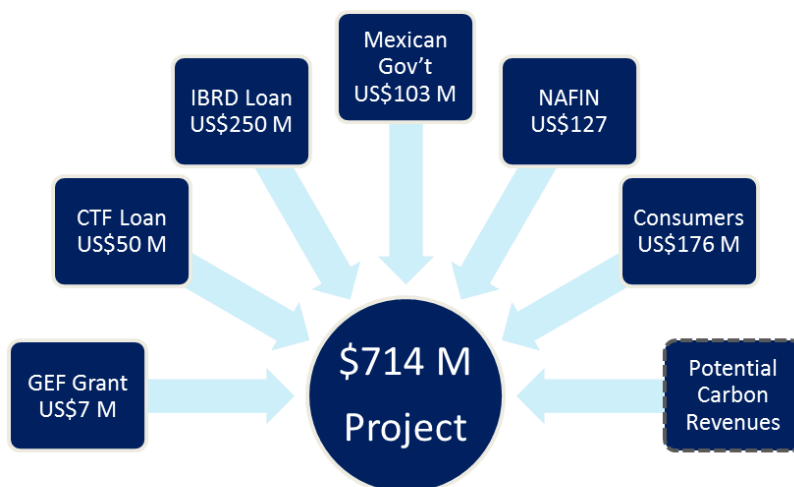 Mexican
Gov't
US$103 M
IBRD Loan
US$250 M
NAFIN
US$127
CTF Loan
US$50 M
Consumers
US$176 M
GEF Grant
US$7 M
$714 M
Project
Potential
Carbon
Revenues